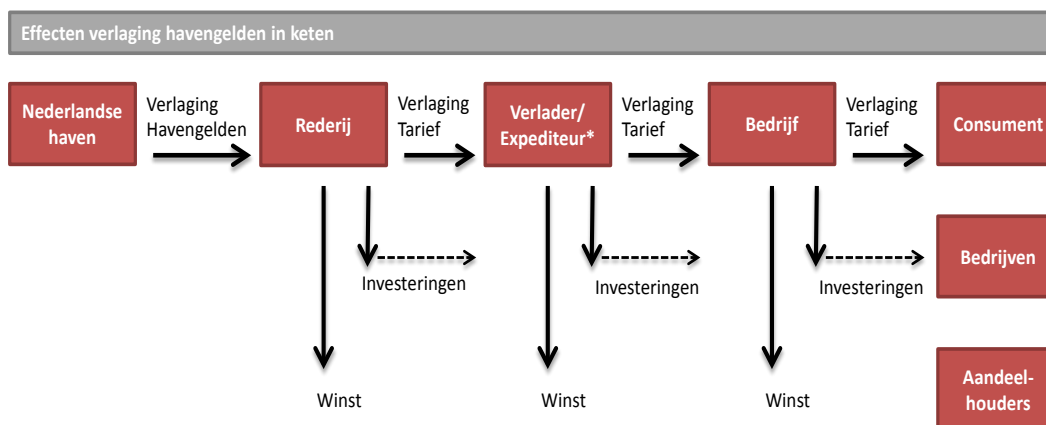 Effecten verlaging havengelden in keten
Nederlandse
haven
Verlaging
Havengelden
Rederij
Verlaging
Tarief
Verlader/
Expediteur*
Verlaging
Tarief
Bedrijf
Verlaging
Tarief
Consument
Investeringen
Investeringen
Investeringen
Bedrijven
Winst
Winst
Winst
Aandeel-
houders